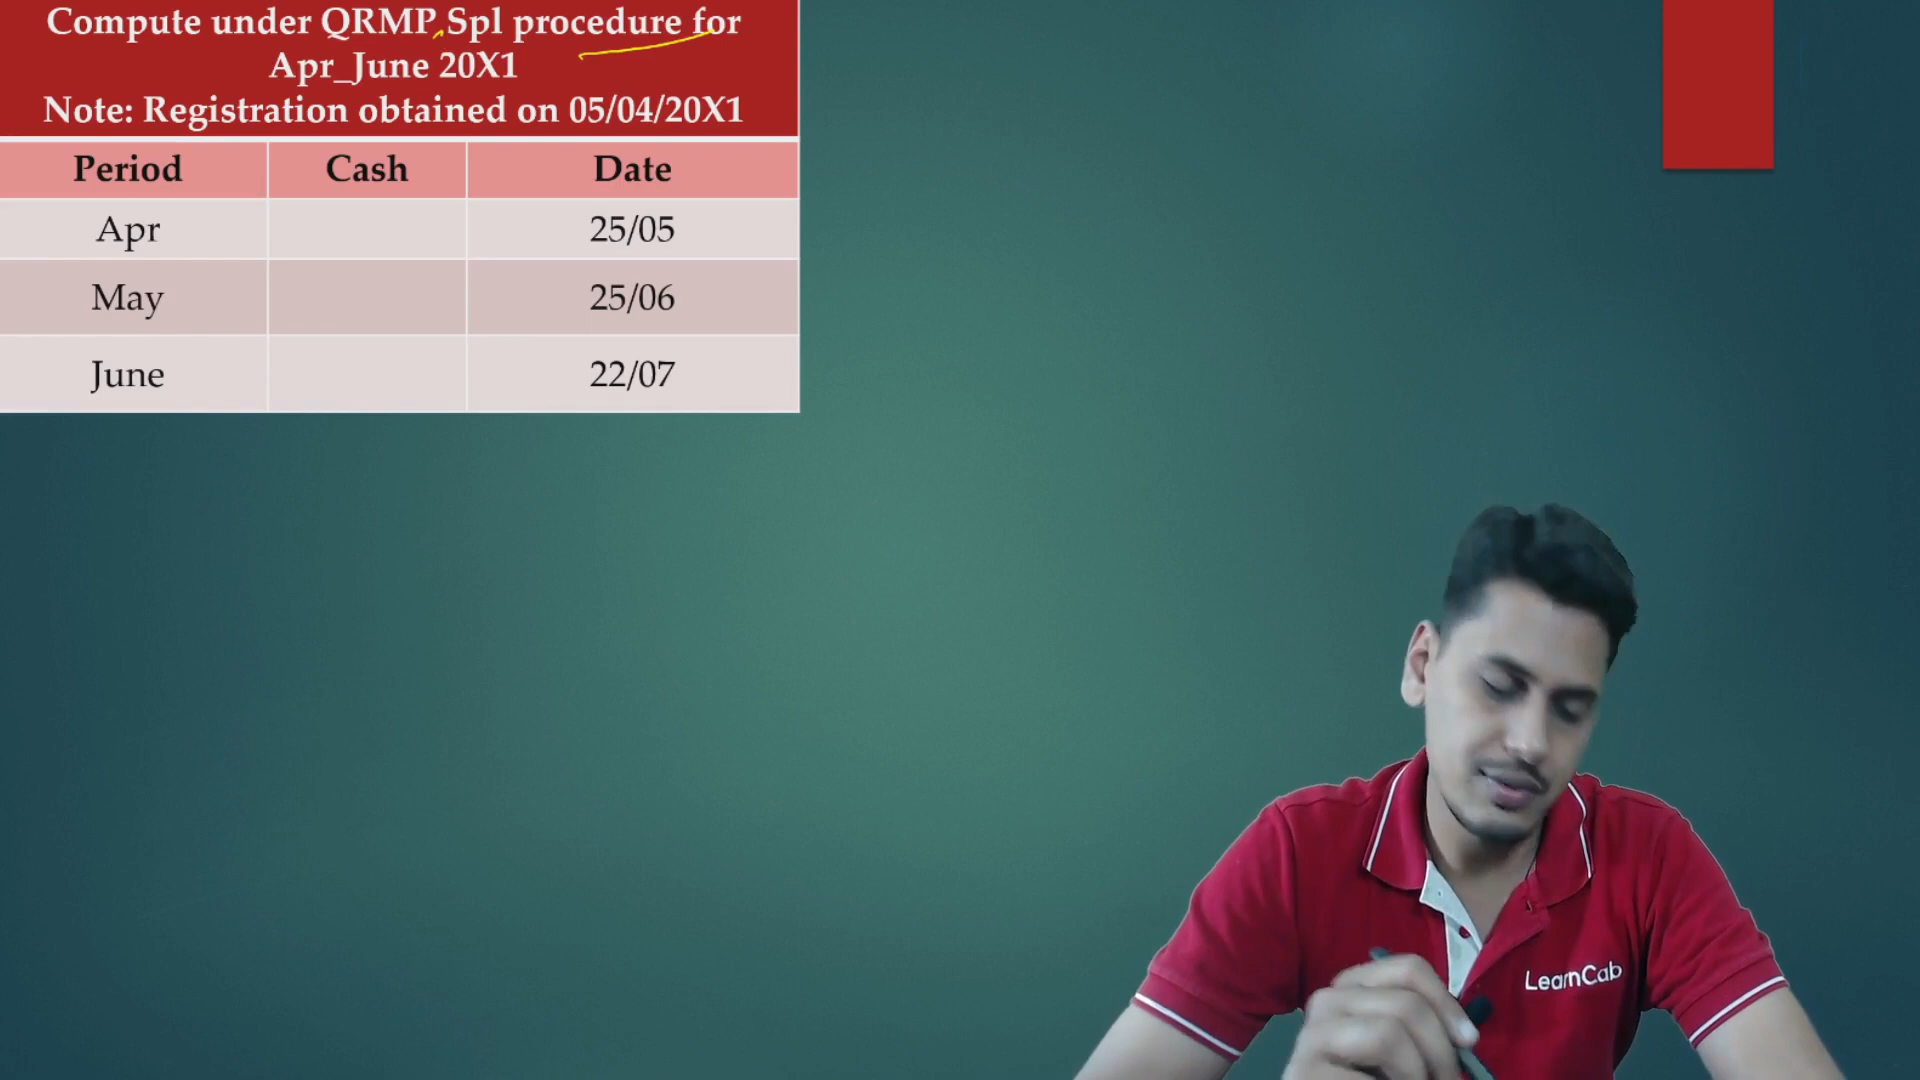 Compute under QRMP,Spl procedure for
Apr_June 20X1
Note: Registration obtained on 05/04/20X1
Period Cash Date
Apr 25/05
May 25/06
June 22/07
LearnCab